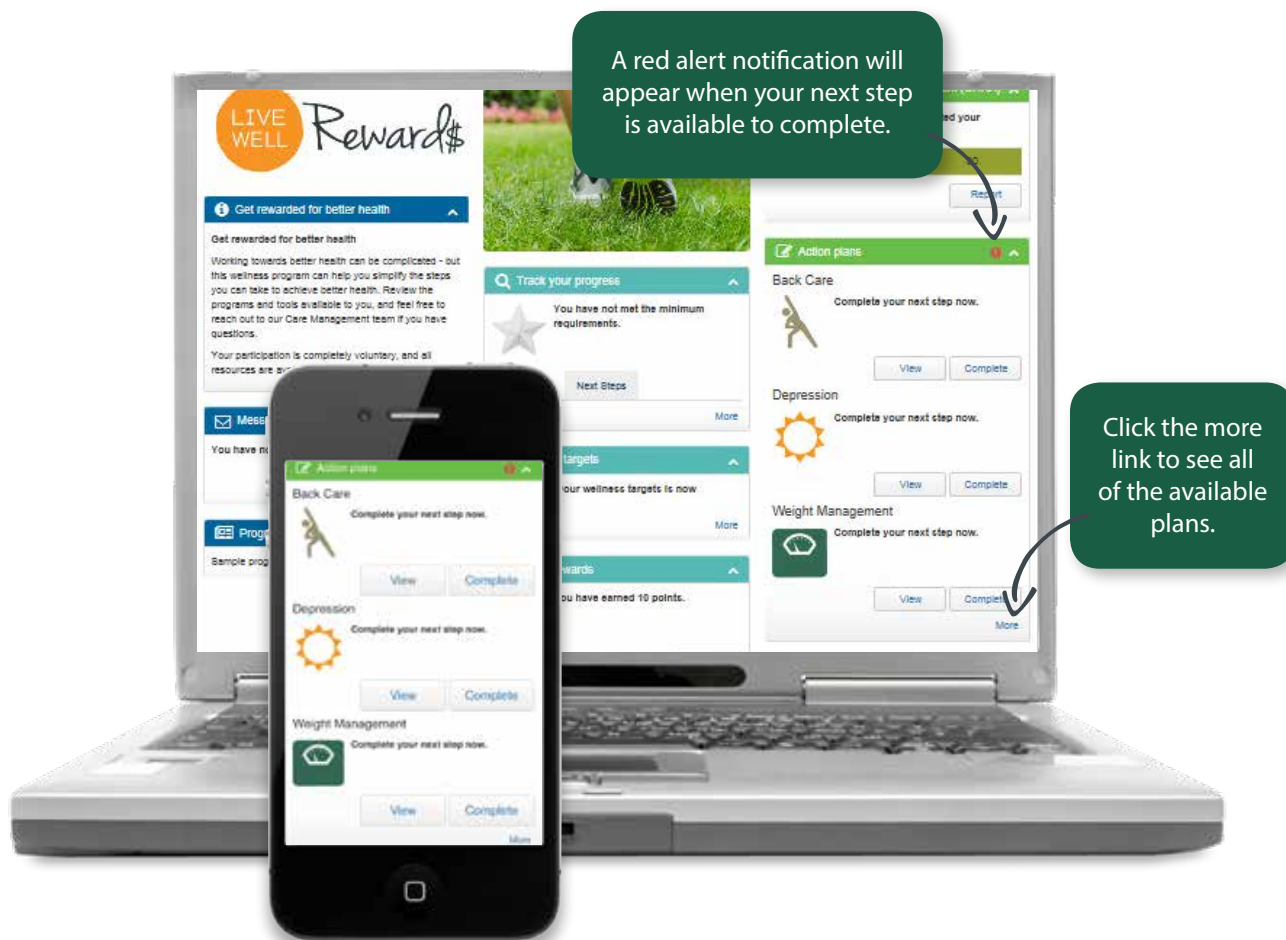 A red alert notification will
appear when your next step
is available to complete.
LIVE
WELL
Reward$
Get rewarded for better health
Get rewarded for better health
Working towards better health can be complicated - but
this wellness program can help you simplify the steps
you can take to achieve better health. Review the
programs and tools available to you, and feel free to
reach out to our Care Management team if you have
questions.
Your participation is completely voluntary, and all
resources are
You have
Sample
Track your progress
You have not met the minimum
requirements.
Next Steps
More
targets
your wellness targets is now
More
you have earned 10 points.
your
Report
Action plans
Back Care
Complete your next step now.
View
Complete
Depression
Complete your next step now.
View
Complete
Weight Management
Complete your next step now.
View
Complete
More
Click the more
link to see all
of the available
plans.
Action plans
Back Care
Complete your next step now.
View
Complete
Depression
Complete your next step now.
View
Complete
Weight Management
Complete your next step now.
View
Complete
More